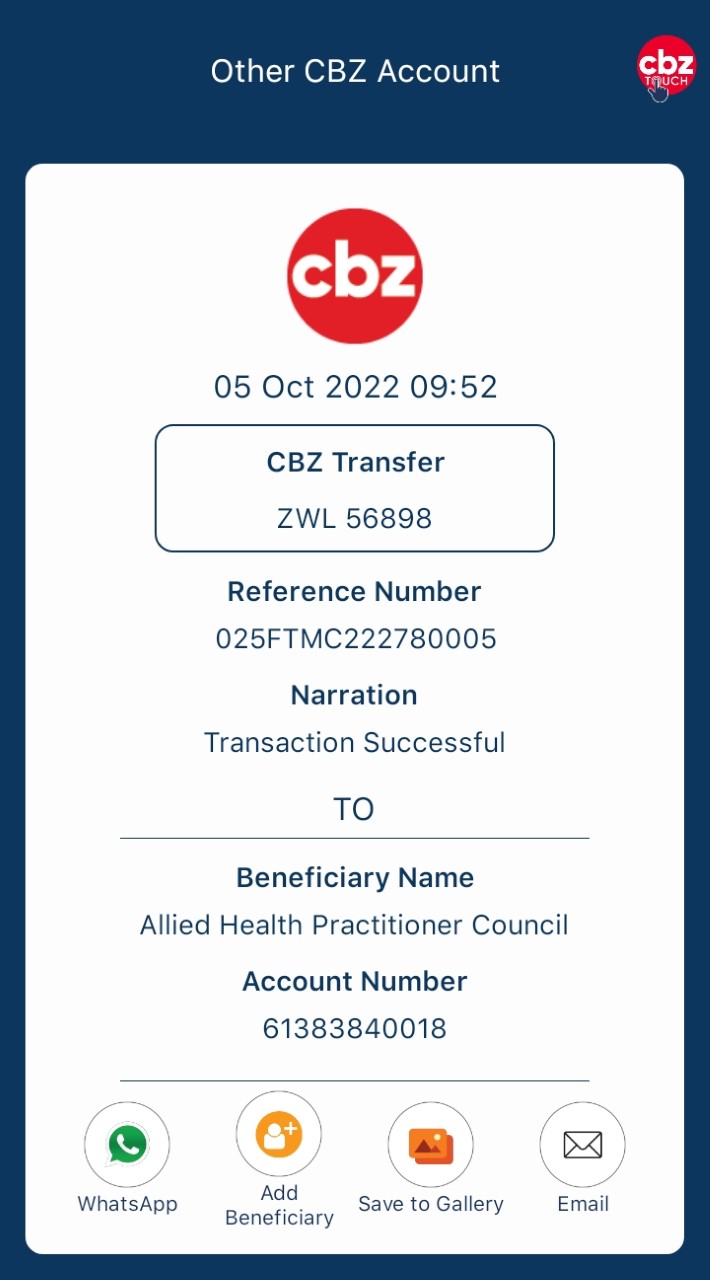 Other CBZ Account
cbz
TOUCH
cbz
05 Oct 2022 09:52
CBZ Transfer
ZWL 56898
Reference Number
025FTMC222780005
Narration
Transaction Successful
TO
Beneficiary Name
Allied Health Practitioner Council
Account Number
61383840018
WhatsApp
Add
Beneficiary
Save to Gallery
Email